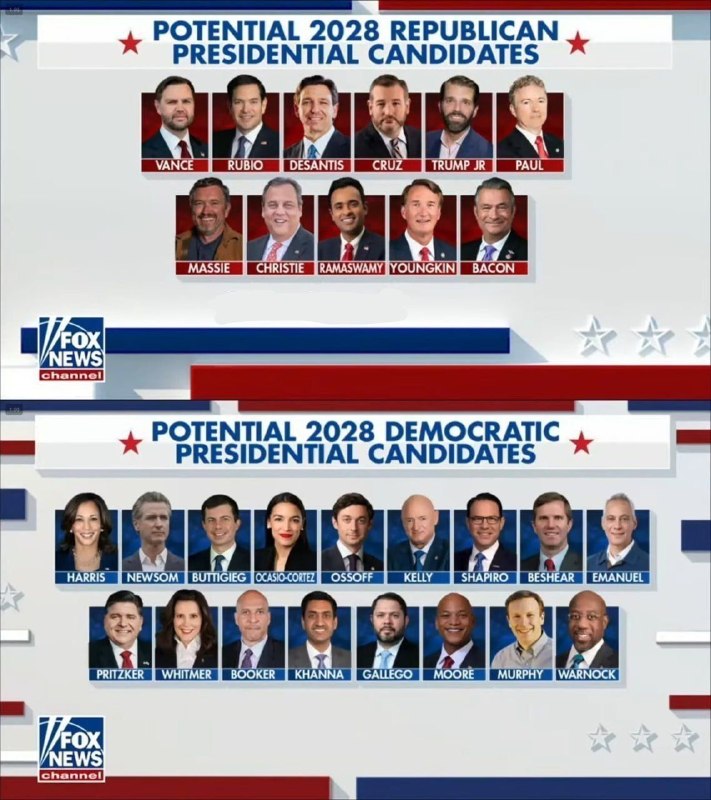 POTENTIAL 2028 REPUBLICAN
PRESIDENTIAL CANDIDATES
VANCE RUBIO DESANTIS CRUZ TRUMP JR PAUL
MASSIE CHRISTIE RAMASWAMY YOUNGKIN BACON
FOX
NEWS
channel
POTENTIAL 2028 DEMOCRATIC
PRESIDENTIAL CANDIDATES
HARRIS NEWSOM BUTTIGIEG OCASIO-CORTEZ OSSOFF KELLY SHAPIRO BESHEAR EMANUEL
PRITZKER WHITMER BOOKER KHANNA GALLEGO MOORE MURPHY WARNOCK
FOX
NEWS
channel